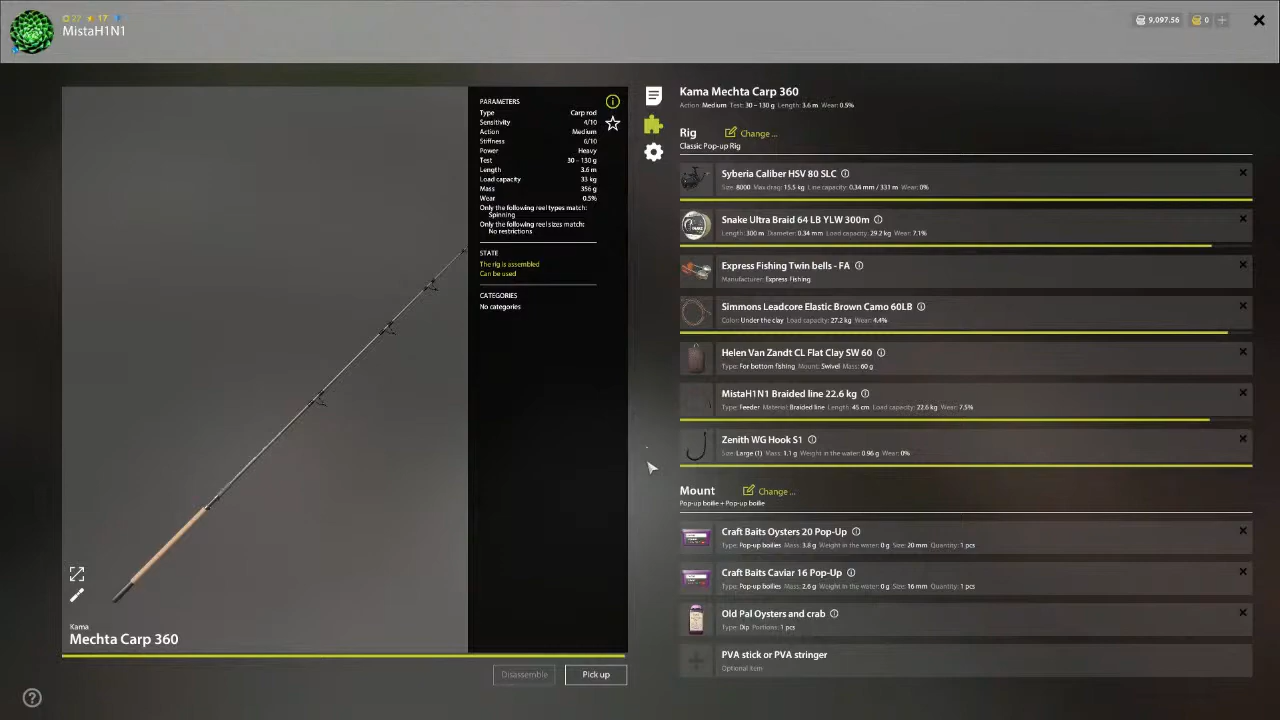 27 17
MistaH1N1
9,097.56 0
PARAMETERS
Type Carp rod
Sensitivity 4/10
Action Medium
Stiffness 6/10
Power Heavy
Test 30 – 130 g
Length 3.6 m
Load capacity 33 kg
Mass 356 g
Wear 0.5%
Only the following reel types match:
Spinning
Only the following reel sizes match:
No restrictions
STATE
The rig is assembled
Can be used
CATEGORIES
No categories
Kama
Mechta Carp 360
Disassemble Pick up
Kama Mechta Carp 360
Action: Medium Test: 30 – 130 g Length: 3.6 m Wear: 0.5%
Rig Change ...
Classic Pop-up Rig
Syberia Caliber HSV 80 SLC
Size: 8000 Max drag: 15.5 kg Line capacity: 0.34 mm / 331 m Wear: 0%
Snake Ultra Braid 64 LB YLW 300m
Length: 300 m Diameter: 0.34 mm Load capacity: 29.2 kg Wear: 7.1%
Express Fishing Twin bells - FA
Manufacturer: Express Fishing
Simmons Leadcore Elastic Brown Camo 60LB
Color: Under the clay Load capacity: 27.2 kg Wear: 4.4%
Helen Van Zandt CL Flat Clay SW 60
Type: For bottom fishing Mount: Swivel Mass: 60 g
MistaH1N1 Braided line 22.6 kg
Type: Feeder Material: Braided line Length: 45 cm Load capacity: 22.6 kg Wear: 7.5%
Zenith WG Hook S1
Size: Large (1) Mass: 1.1 g Weight in the water: 0.96 g Wear: 0%
Mount Change ...
Pop-up boilie + Pop-up boilie
Craft Baits Oysters 20 Pop-Up
Type: Pop-up boilies Mass: 3.8 g Weight in the water: 0 g Size: 20 mm Quantity: 1 pcs
Craft Baits Caviar 16 Pop-Up
Type: Pop-up boilies Mass: 2.6 g Weight in the water: 0 g Size: 16 mm Quantity: 1 pcs
Old Pal Oysters and crab
Type: Dip Portions: 1 pcs
PVA stick or PVA stringer
Optional item